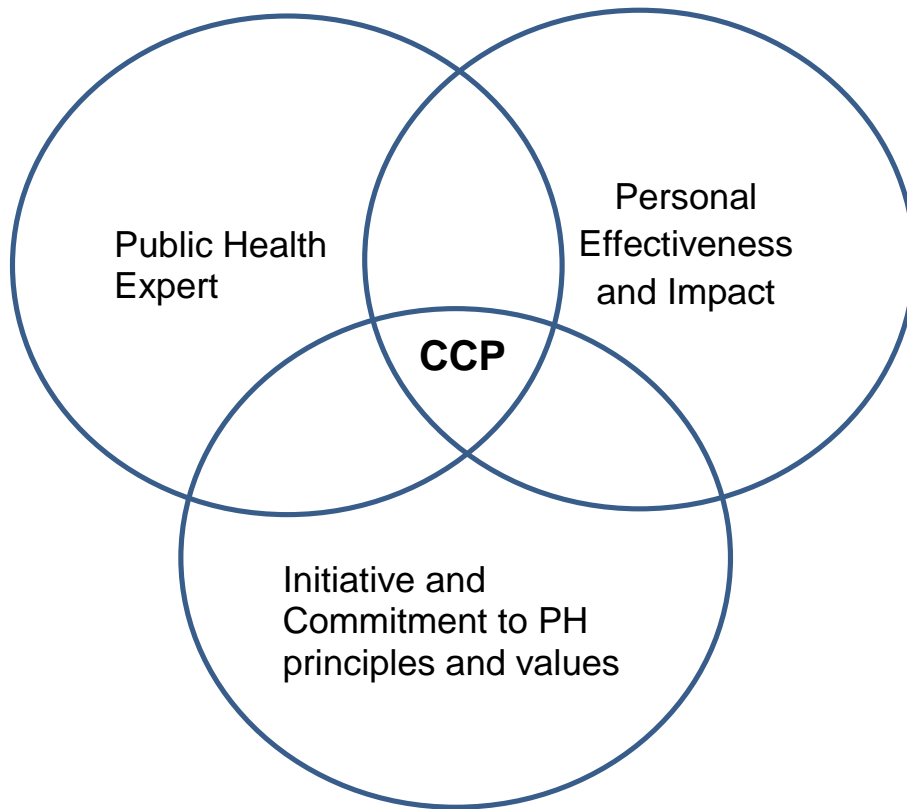 Public Health
Expert
Personal
Effectiveness
and Impact
CCP
Initiative and
Commitment to PH
principles and values